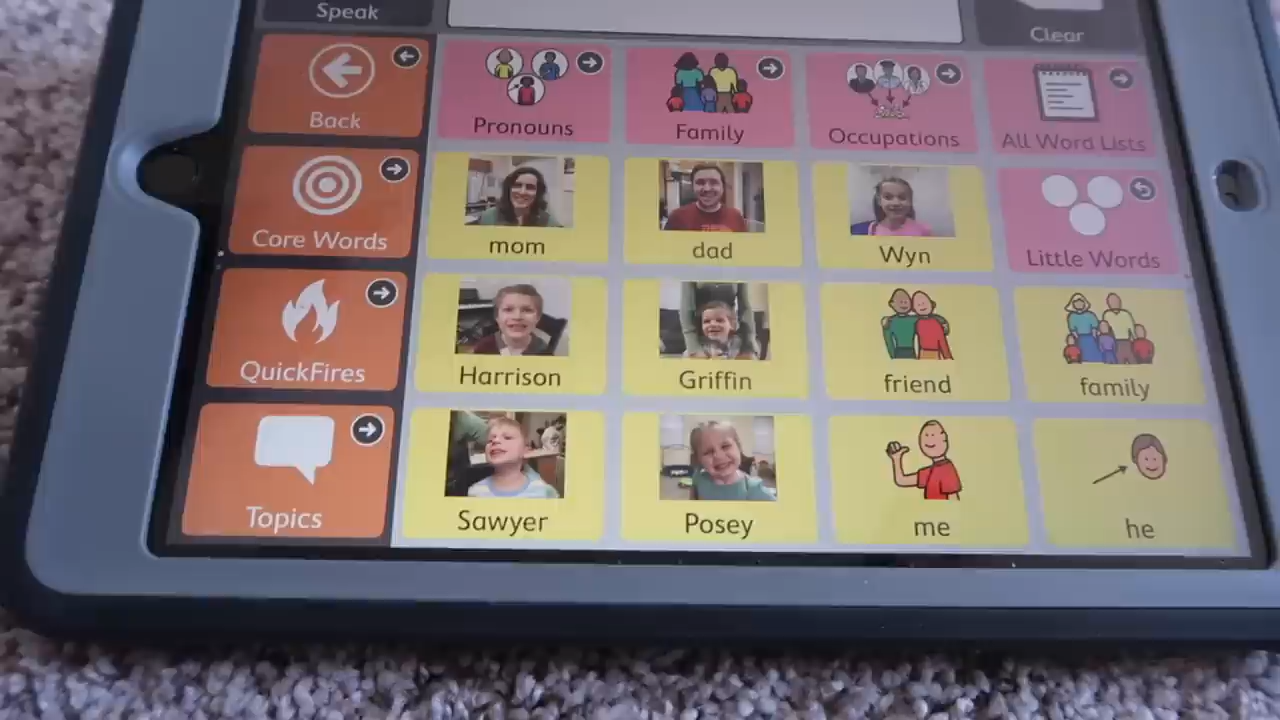 Speak
Clear
Back
Pronouns
Family
Occupations
All Word Lists
Core Words
mom
dad
Wyn
Little Words
QuickFires
Harrison
Griffin
friend
family
Topics
Sawyer
Posey
me
he